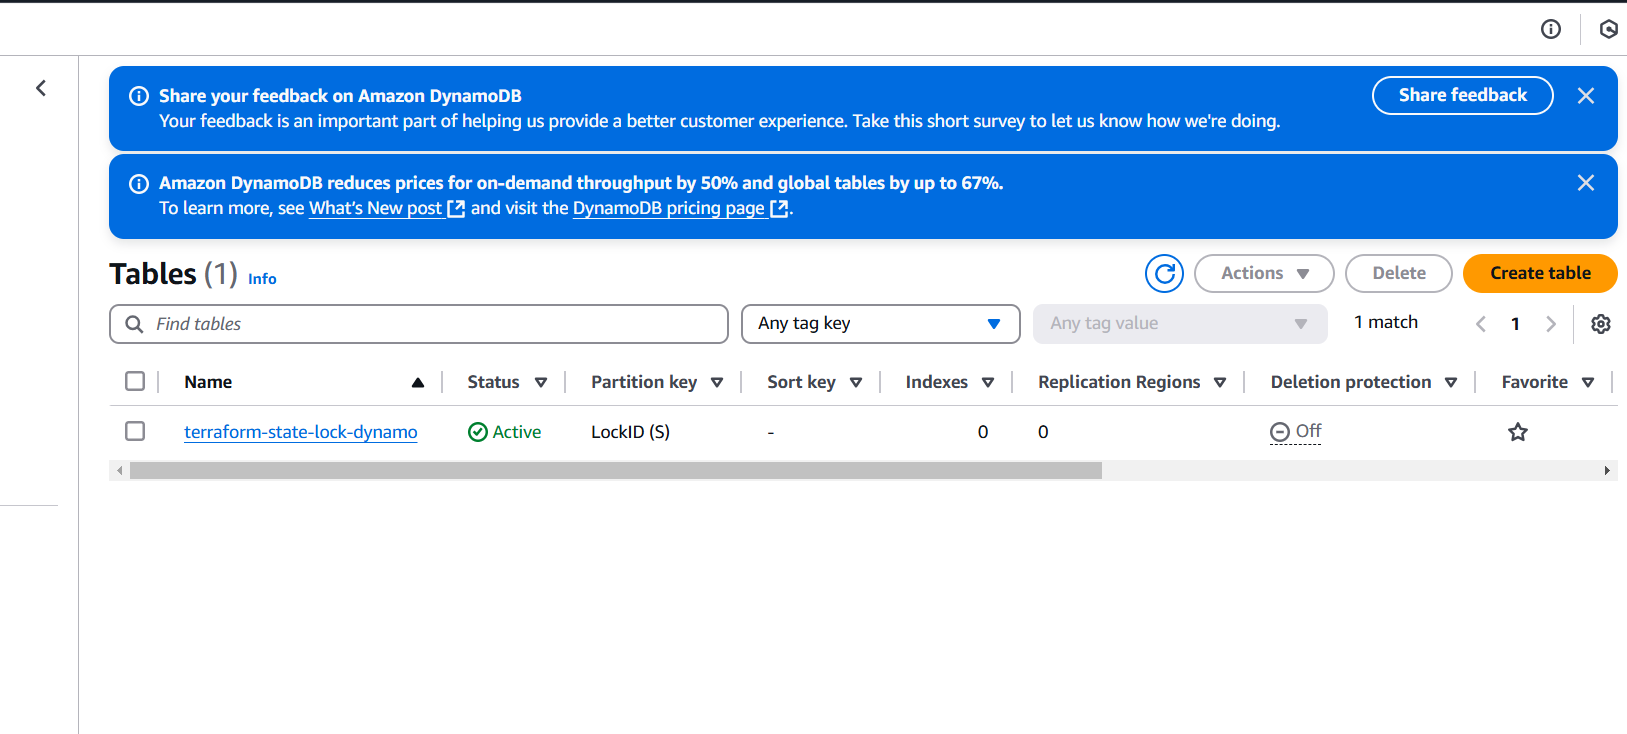 Share your feedback on Amazon DynamoDB
Share feedback
Your feedback is an important part of helping us provide a better customer experience. Take this short survey to let us know how we're doing.
Amazon DynamoDB reduces prices for on-demand throughput by 50% and global tables by up to 67%.
To learn more, see What's New post and visit the DynamoDB pricing page.
Tables (1) Info
Actions
Delete
Create table
Find tables
Any tag key
Any tag value
1 match
1
Name Status Partition key Sort key Indexes Replication Regions Deletion protection Favorite
terraform-state-lock-dynamo Active LockID (S) - 0 0 Off